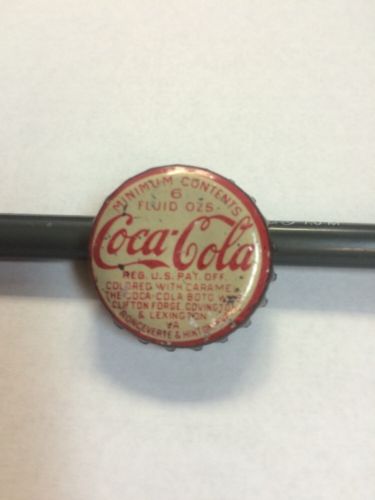 MINIMUM CONTENTS
6
FLUID OZS
Coca-Cola
REG. U.S. PAT. OFF.
COLORED WITH CARAMEL
THE COCA-COLA BOTG WKS
CLIFTON FORGE, COVINGTON
& LEXINGTON
VA
RONCEVERTE & HINTON